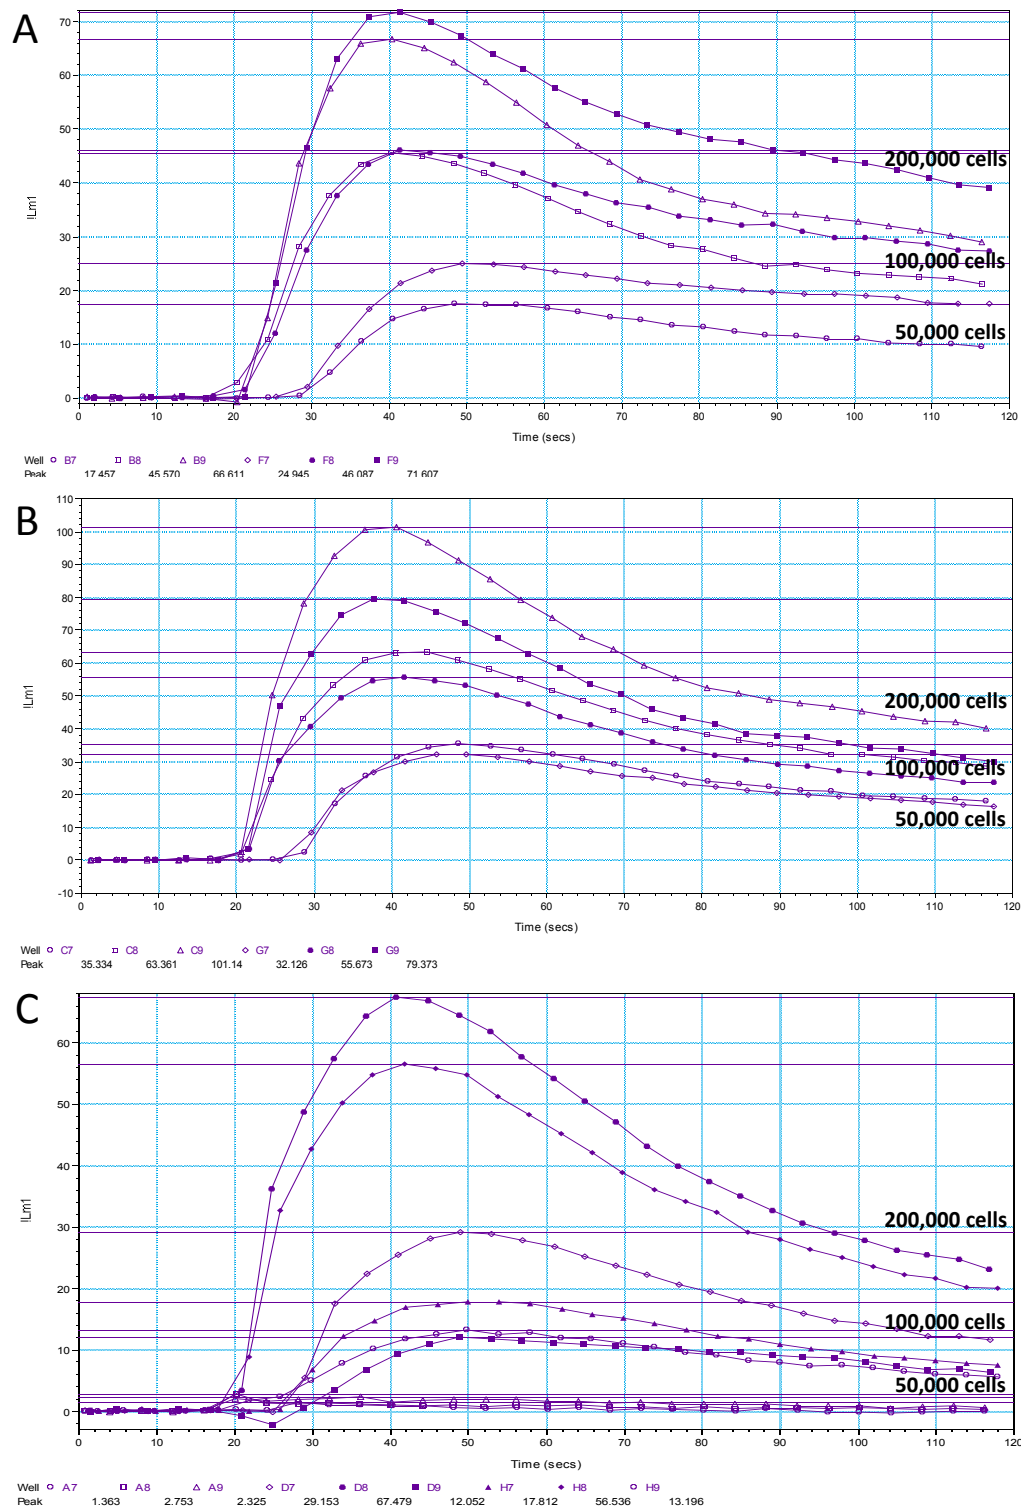 A
70
60
50
40
30
20
10
0
!Lm1
200,000 cells
100,000 cells
50,000 cells
0 10 20 30 40 50 60 70 80 90 100 110 120
Time (secs)
Well B7 B8 B9 F7 F8 F9
Peak 17.457 45.570 66.611 24.945 46.087 71.607
B
110
100
90
80
70
60
50
40
30
20
10
0
-10
!Lm1
200,000 cells
100,000 cells
50,000 cells
0 10 20 30 40 50 60 70 80 90 100 110 120
Time (secs)
Well C7 C8 C9 G7 G8 G9
Peak 35.334 63.361 101.14 32.126 55.673 79.373
C
60
50
40
30
20
10
0
!Lm1
200,000 cells
100,000 cells
50,000 cells
0 10 20 30 40 50 60 70 80 90 100 110 120
Time (secs)
Well A7 A8 A9 D7 D8 D9 H7 H8 H9
Peak 1.363 2.753 2.325 29.153 67.479 12.052 17.812 56.536 13.196